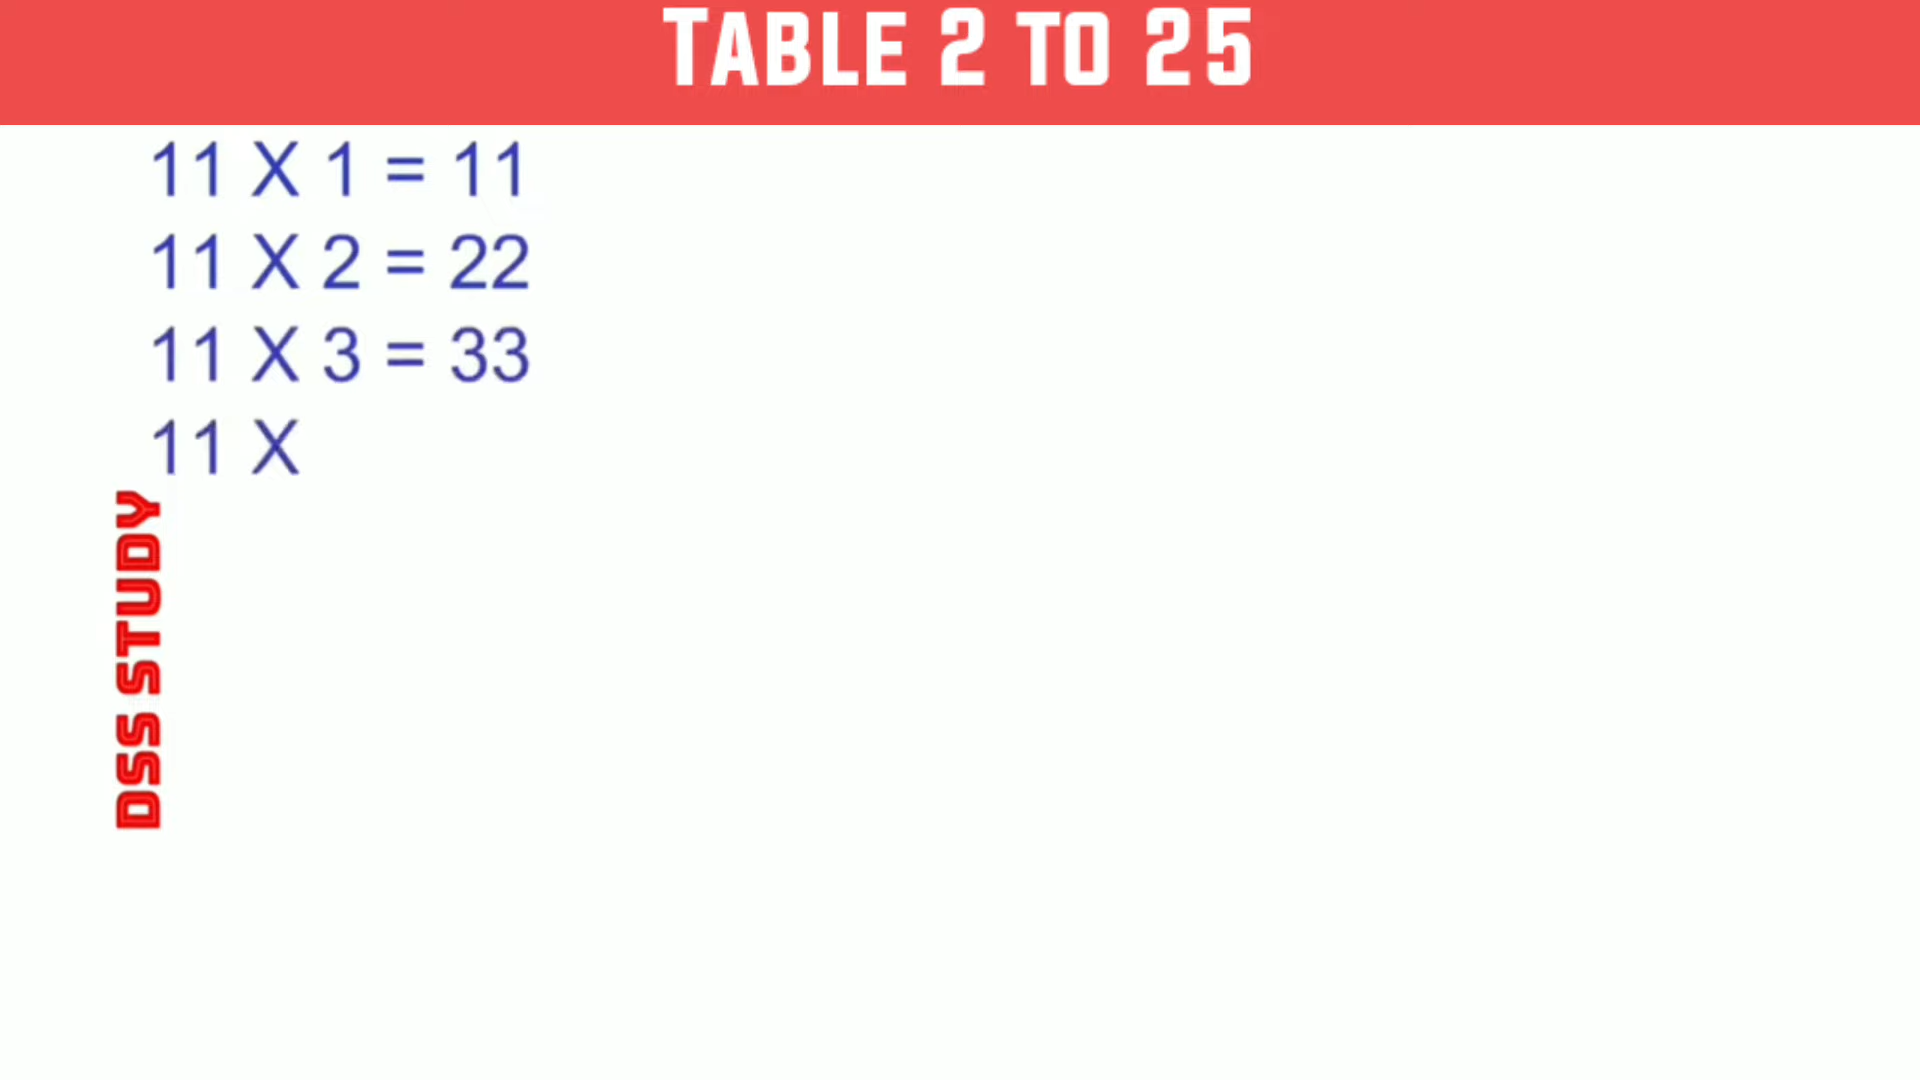 TABLE 2 TO 25
11 X 1 = 11
11 X 2 = 22
11 X 3 = 33
11 X
DSS STUDY